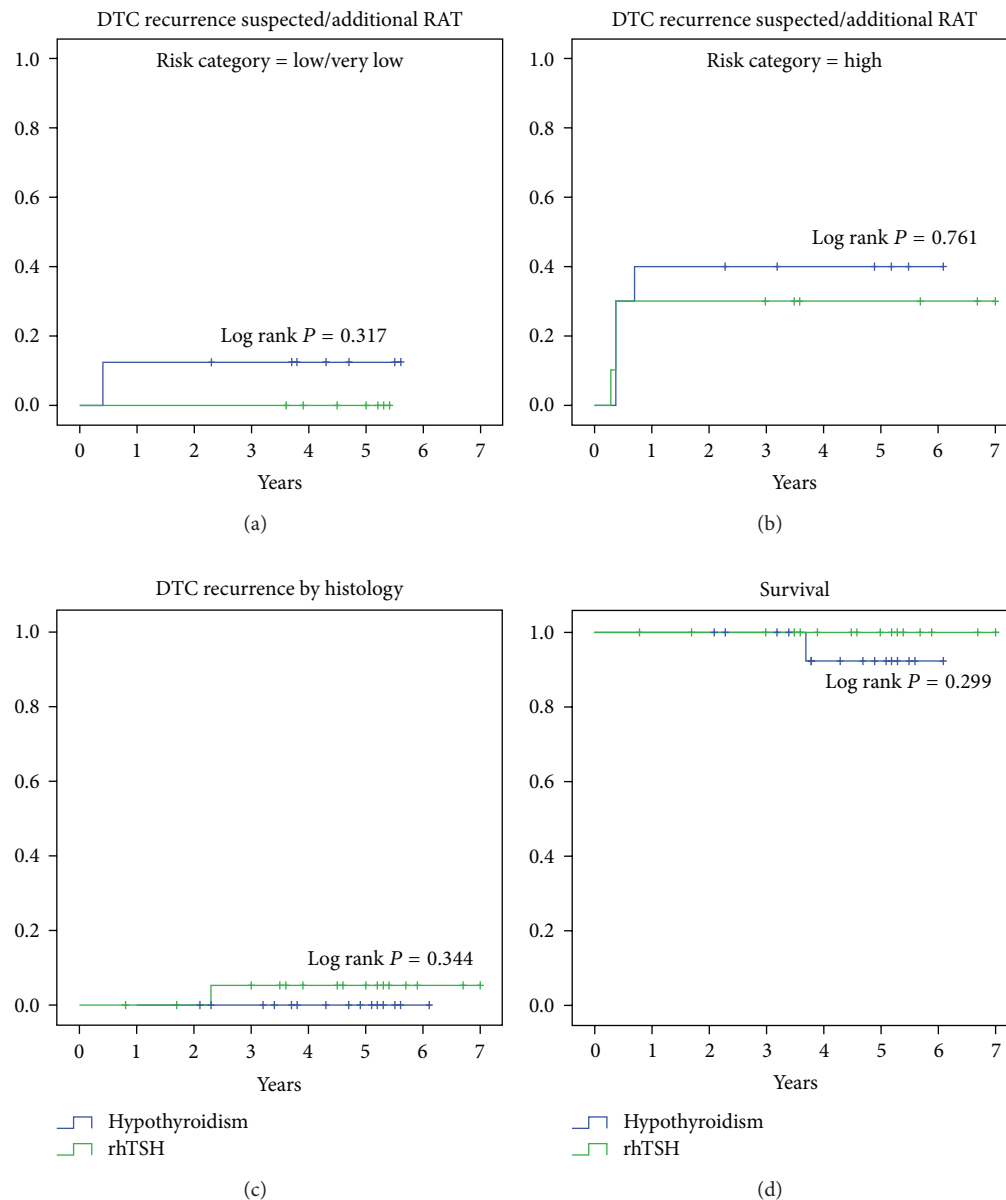 DTC recurrence suspected/additional RAT
Risk category = low/very low
1.0
0.8
0.6
0.4
0.2
0.0
Log rank P = 0.317
0 1 2 3 4 5 6 7
Years
(a)
DTC recurrence suspected/additional RAT
Risk category = high
1.0
0.8
0.6
0.4
0.2
0.0
Log rank P = 0.761
0 1 2 3 4 5 6 7
Years
(b)
DTC recurrence by histology
1.0
0.8
0.6
0.4
0.2
0.0
Log rank P = 0.344
0 1 2 3 4 5 6 7
Years
Hypothyroidism
rhTSH
(c)
Survival
1.0
0.8
0.6
0.4
0.2
0.0
Log rank P = 0.299
0 1 2 3 4 5 6 7
Years
Hypothyroidism
rhTSH
(d)